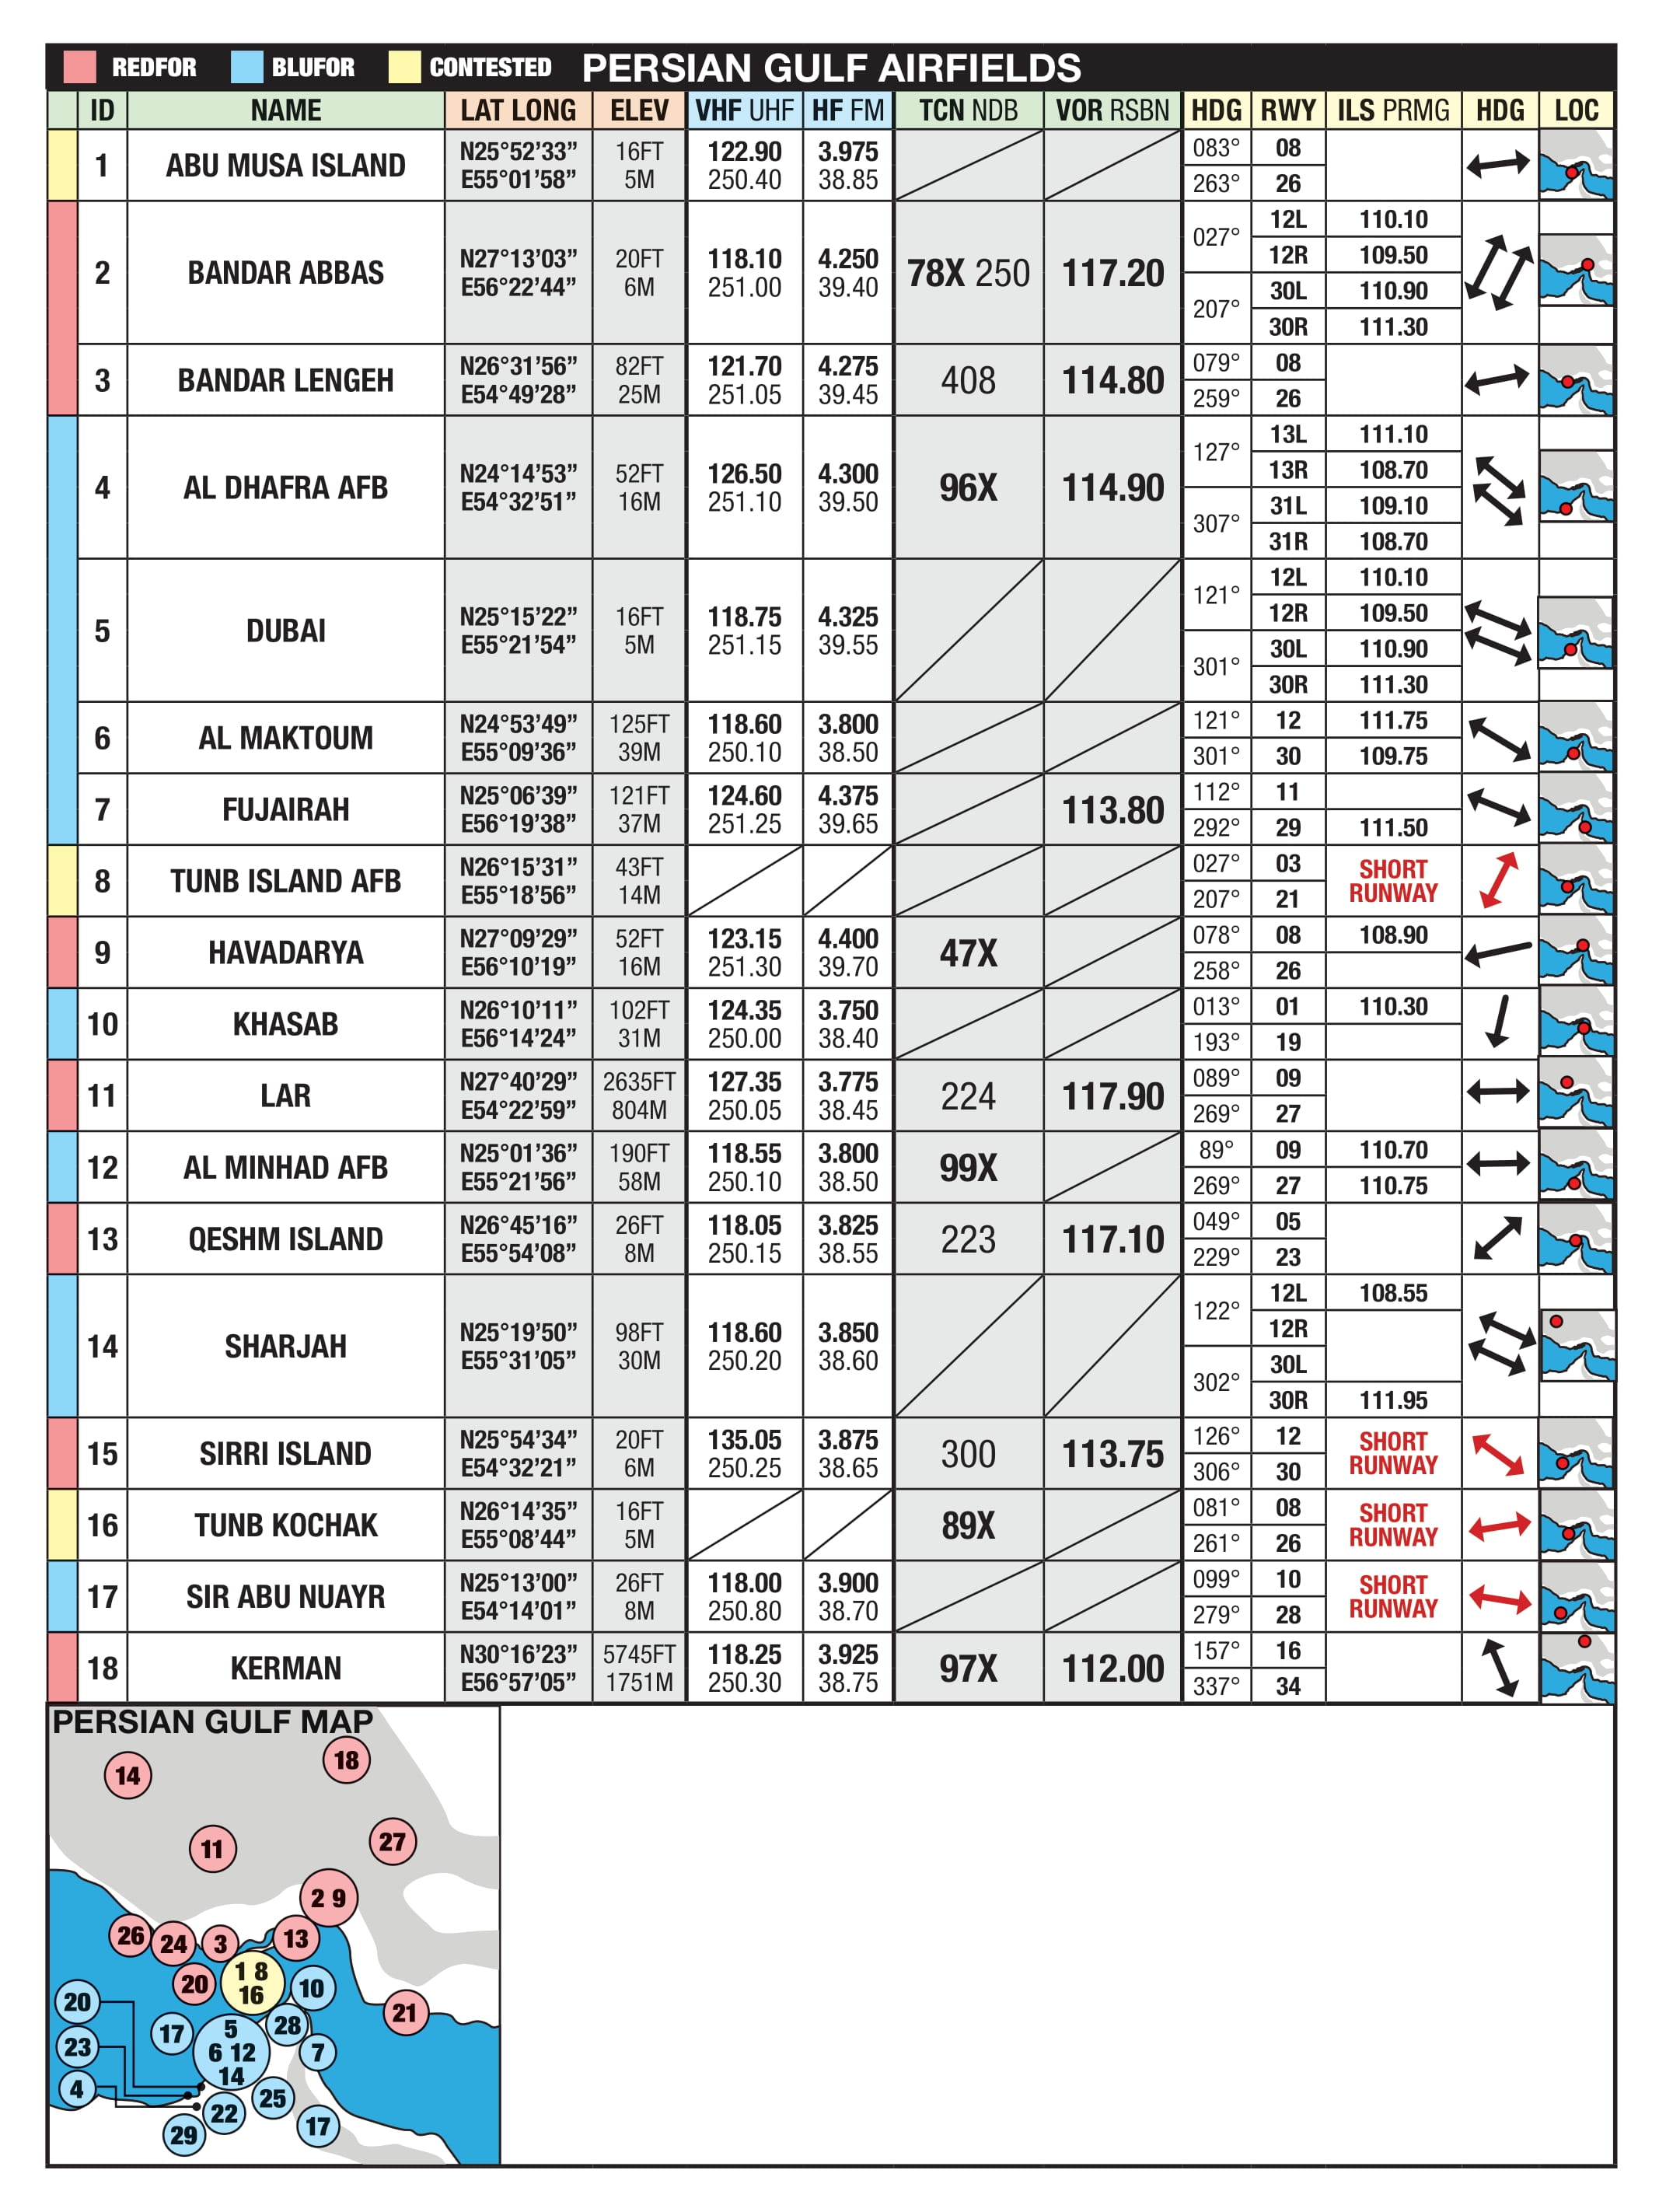 REDFOR BLUFOR CONTESTED PERSIAN GULF AIRFIELDS
ID NAME LAT LONG ELEV VHF UHF HF FM TCN NDB VOR RSBN HDG RWY ILS PRMG HDG LOC
1 ABU MUSA ISLAND N25°52’33” 16FT 122.90 3.975 083° 08
E55°01’58” 5M 250.40 38.85 263° 26
12L 110.10
027° 12R 109.50
2 BANDAR ABBAS N27°13’03” 20FT 118.10 4.250 78X 250 117.20
E56°22’44” 6M 251.00 39.40
30L 110.90
207° 30R 111.30
3 BANDAR LENGEH N26°31’56” 82FT 121.70 4.275 408 114.80 079° 08
E54°49’28” 25M 251.05 39.45 259° 26
13L 111.10
127° 13R 108.70
4 AL DHAFRA AFB N24°14’53” 52FT 126.50 4.300 96X 114.90
E54°32’51” 16M 251.10 39.50
31L 109.10
307° 31R 108.70
12L 110.10
121° 12R 109.50
5 DUBAI N25°15’22” 16FT 118.75 4.325
E55°21’54” 5M 251.15 39.55
30L 110.90
301° 30R 111.30
6 AL MAKTOUM N24°53’49” 125FT 118.60 3.800 121° 12 111.75
E55°09’36” 39M 250.10 38.50 301° 30 109.75
7 FUJAIRAH N25°06’39” 121FT 124.60 4.375 113.80 112° 11
E56°19’38” 37M 251.25 39.65 292° 29 111.50
8 TUNB ISLAND AFB N26°15’31” 43FT 027° 03 SHORT
E55°18’56” 14M 207° 21 RUNWAY
9 HAVADARYA N27°09’29” 52FT 123.15 4.400 47X 078° 08 108.90
E56°10’19” 16M 251.30 39.70 258° 26
10 KHASAB N26°10’11” 102FT 124.35 3.750 013° 01 110.30
E56°14’24” 31M 250.00 38.40 193° 19
11 LAR N27°40’29” 2635FT 127.35 3.775 224 117.90 089° 09
E54°22’59” 804M 250.05 38.45 269° 27
12 AL MINHAD AFB N25°01’36” 190FT 118.55 3.800 99X 89° 09 110.70
E55°21’56” 58M 250.10 38.50 269° 27 110.75
13 QESHM ISLAND N26°45’16” 26FT 118.05 3.825 223 117.10 049° 05
E55°54’08” 8M 250.15 38.55 229° 23
12L 108.55
122° 12R
14 SHARJAH N25°19’50” 98FT 118.60 3.850
E55°31’05” 30M 250.20 38.60
30L
302° 30R 111.95
15 SIRRI ISLAND N25°54’34” 20FT 135.05 3.875 300 113.75 126° 12 SHORT
E54°32’21” 6M 250.25 38.65 306° 30 RUNWAY
16 TUNB KOCHAK N26°14’35” 16FT 89X 081° 08 SHORT
E55°08’44” 5M 261° 26 RUNWAY
17 SIR ABU NUAYR N25°13’00” 26FT 118.00 3.900 099° 10 SHORT
E54°14’01” 8M 250.80 38.70 279° 28 RUNWAY
18 KERMAN N30°16’23” 5745FT 118.25 3.925 97X 112.00 157° 16
E56°57’05” 1751M 250.30 38.75 337° 34
PERSIAN GULF MAP
18
14
27
11
2 9
26 24 3 13
1 8
20 16 10
20
21
17 5 28
23 6 12 7
14
4
25
22 17
29